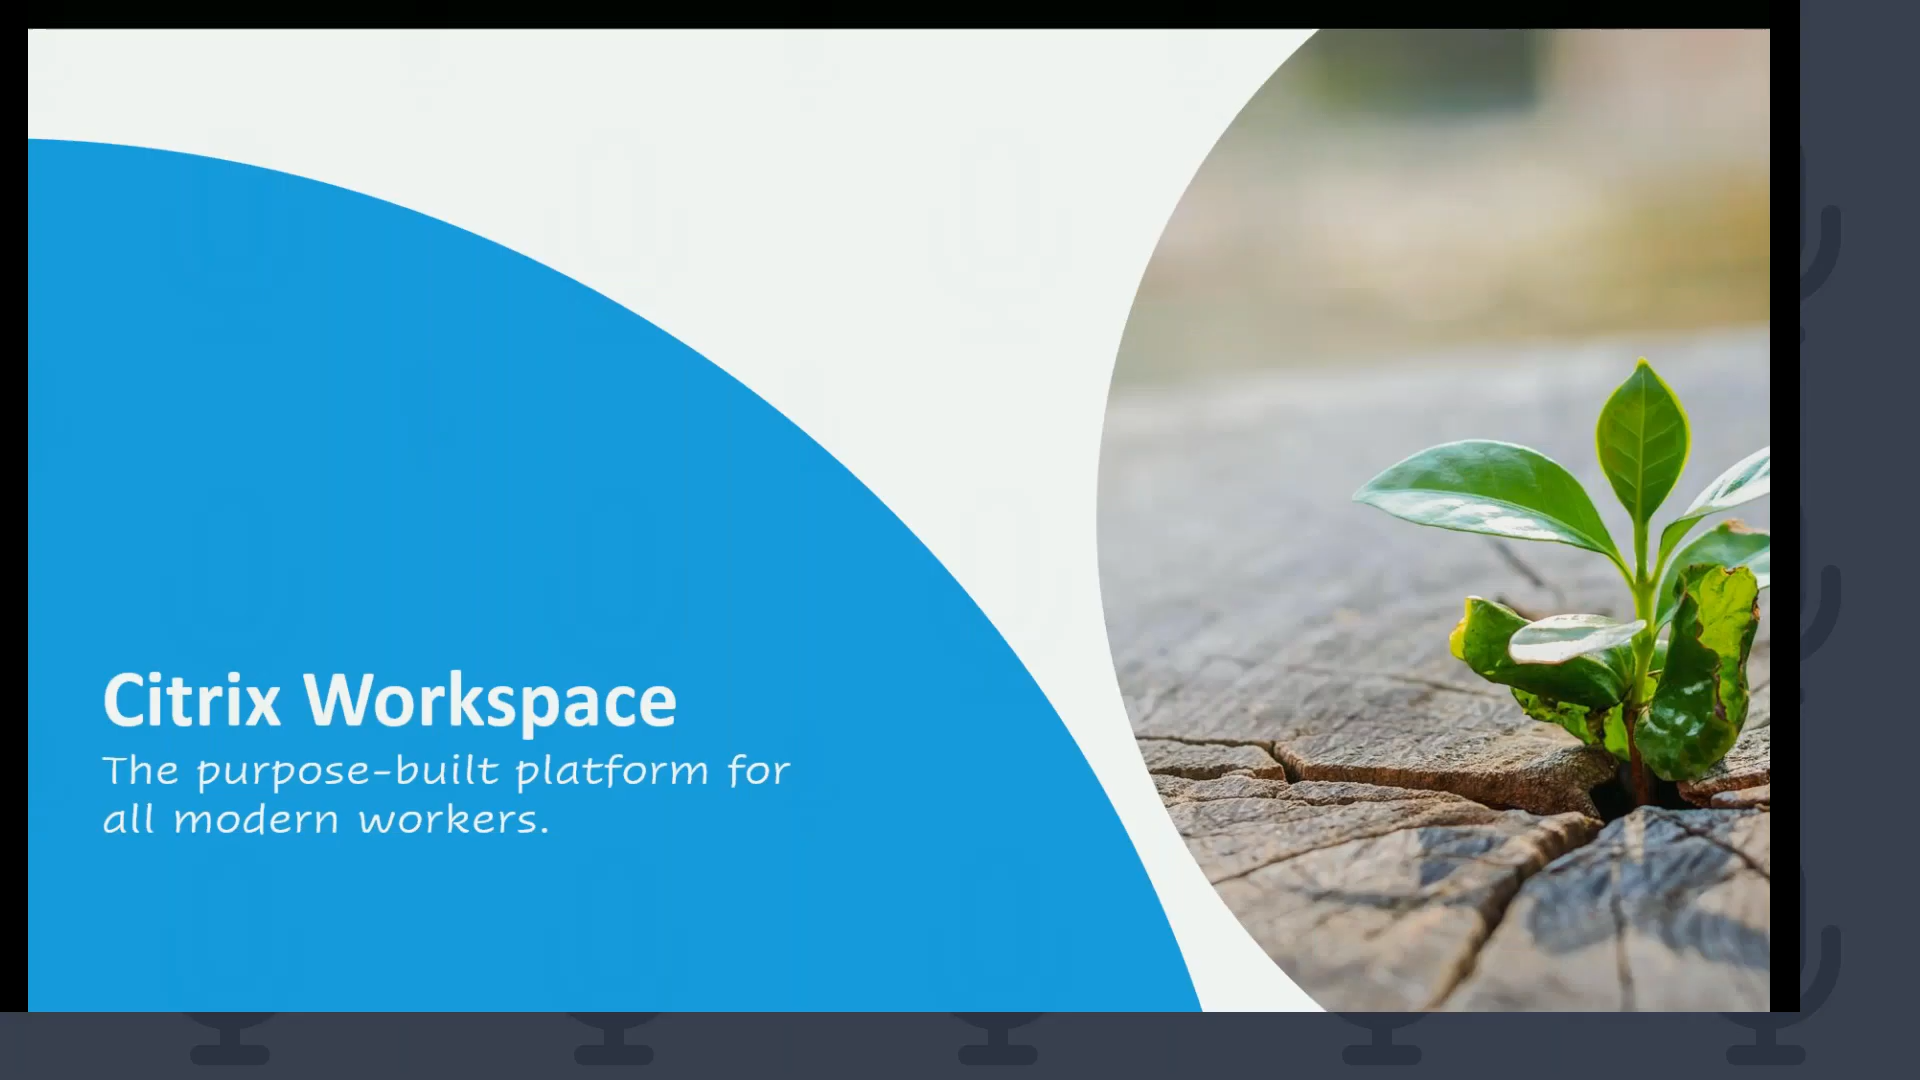 Citrix Workspace
The purpose-built platform for
all modern workers.